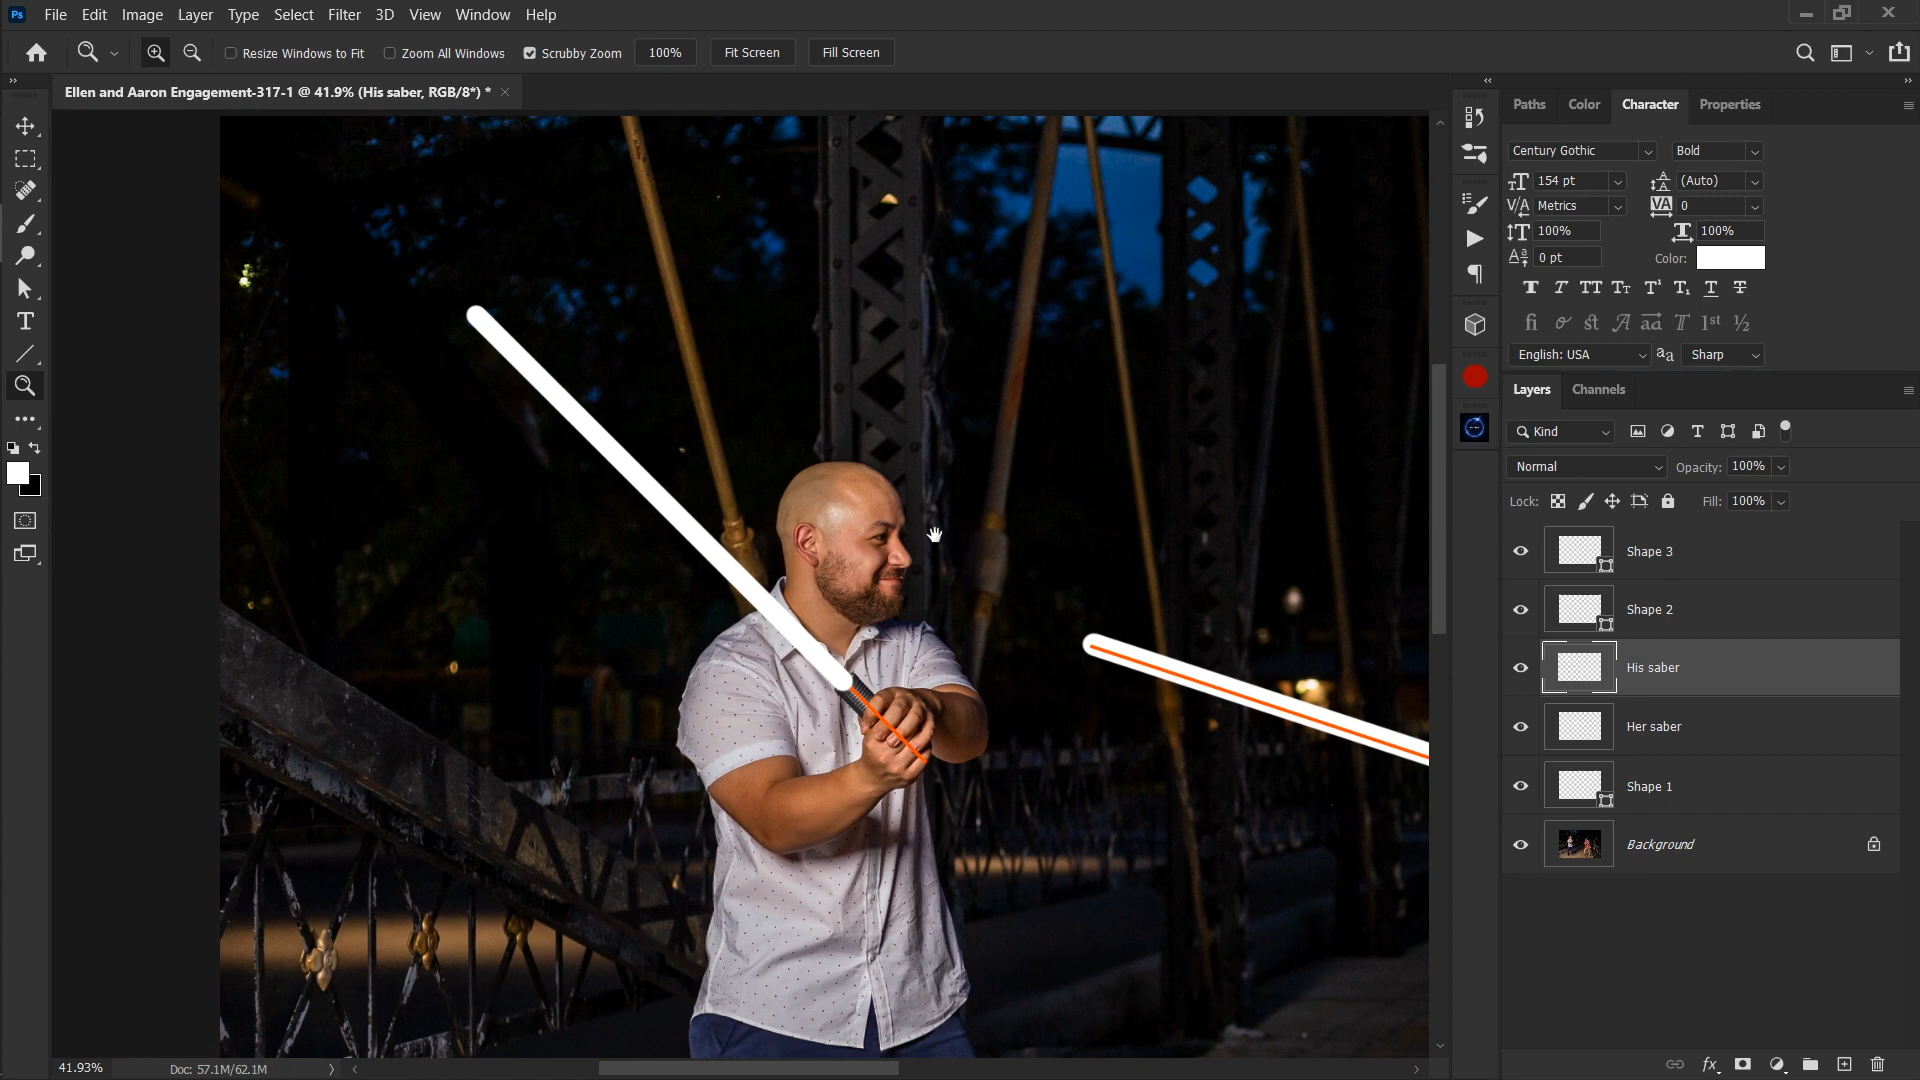 Ps File Edit Image Layer Type Select Filter 3D View Window Help
Resize Windows to Fit Zoom All Windows Scrubby Zoom 100% Fit Screen Fill Screen
Ellen and Aaron Engagement-317-1 @ 41.9% (His saber, RGB/8*) *
Paths Color Character Properties
Century Gothic Bold
154 pt (Auto)
Metrics 0
100% 100%
0 pt Color:
English: USA Sharp
Layers Channels
Kind
Normal Opacity: 100%
Lock: Fill: 100%
Shape 3
Shape 2
His saber
Her saber
Shape 1
Background
41.93% Doc: 57.1M/62.1M